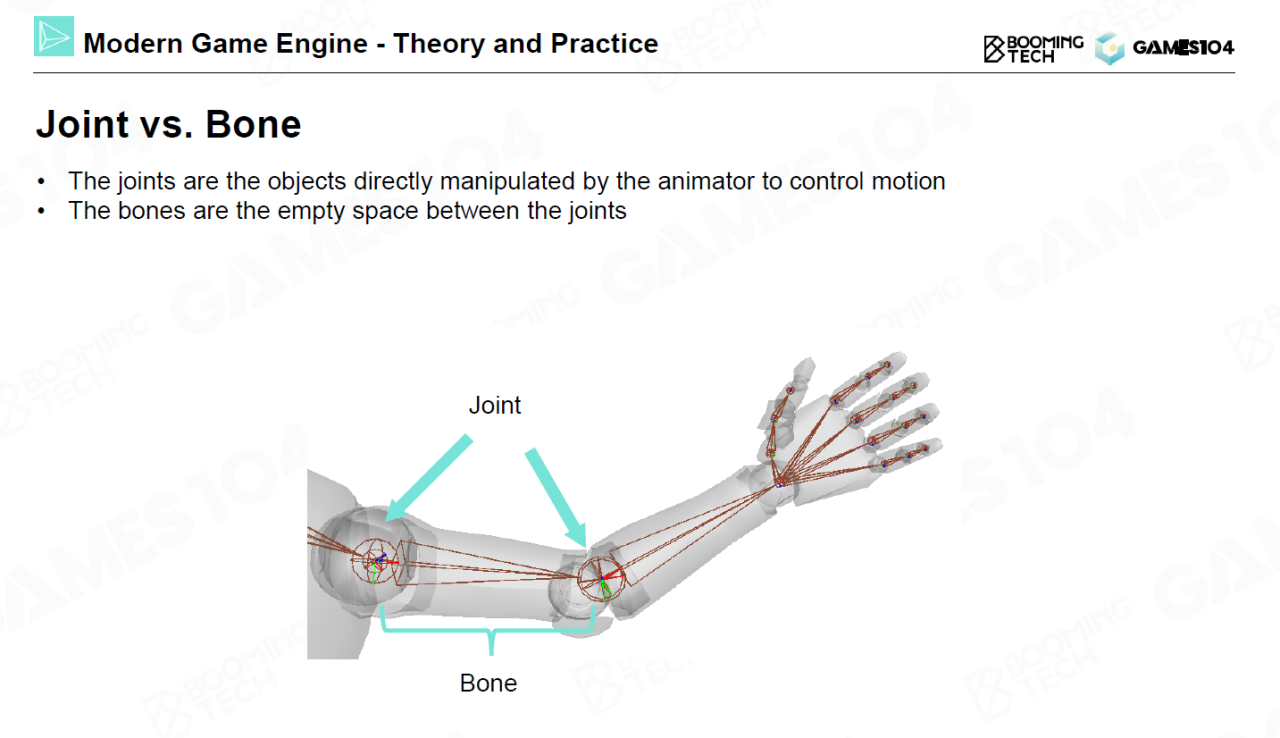 Modern Game Engine - Theory and Practice
BOOMING
TECH
GAMES104
Joint vs. Bone
• The joints are the objects directly manipulated by the animator to control motion
• The bones are the empty space between the joints
Joint
Bone